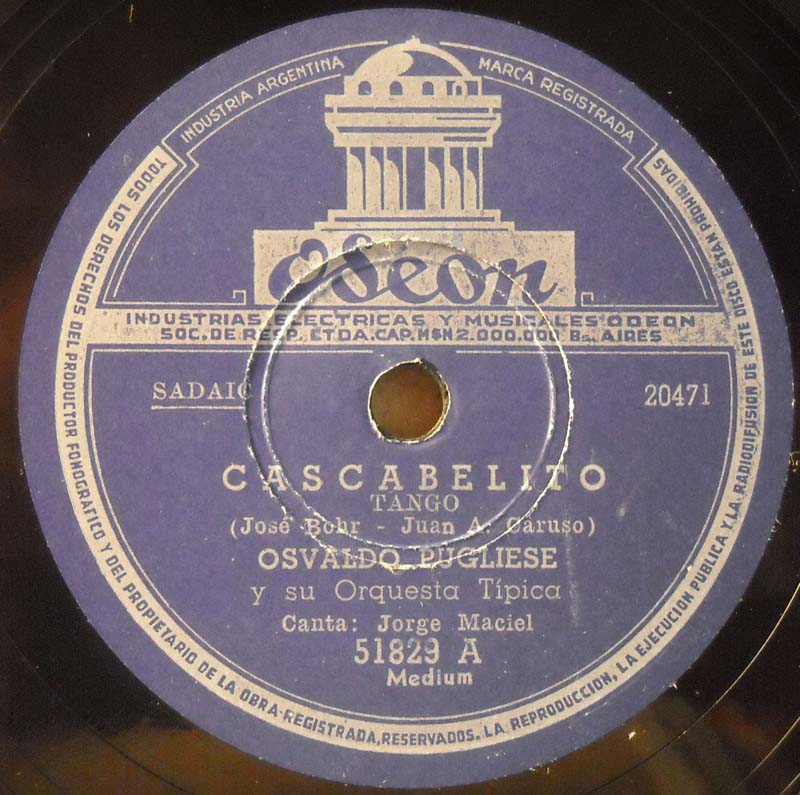 INDUSTRIA ARGENTINA
MARCA REGISTRADA
Odeon
INDUSTRIAS ELECTRICAS Y MUSICALES ODEON
SOC. DE RESP. LTDA. CAP. M$N 2.000.000 Bs. AIRES
SADAIC
20471
CASCABELITO
TANGO
(José Bohr - Juan A. Caruso)
OSVALDO PUGLIESE
y su Orquesta Típica
Canta: Jorge Maciel
51829 A
Medium
TODOS LOS DERECHOS DEL PRODUCTOR FONOGRAFICO Y DEL PROPIETARIO DE LA OBRA REGISTRADA, RESERVADOS. LA REPRODUCCION, LA EJECUCION PUBLICA Y LA RADIODIFUSION DE ESTE DISCO ESTAN PROHIBIDAS